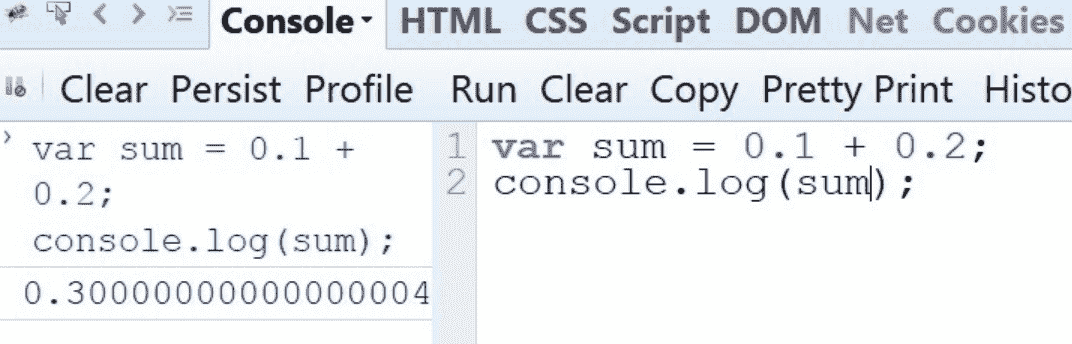 Console HTML CSS Script DOM Net Cookies
Clear Persist Profile Run Clear Copy Pretty Print Histo
var sum = 0.1 +
0.2;
console.log(sum);
0.30000000000000004
1 var sum = 0.1 + 0.2;
2 console.log(sum);